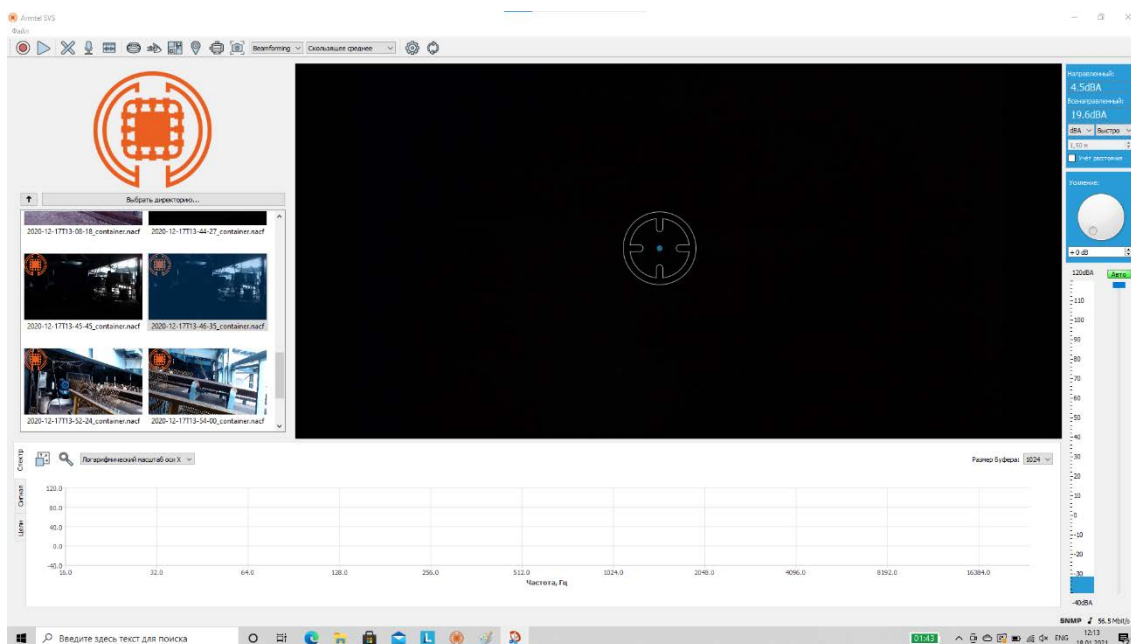 Armtel SVS
Файл
Beamforming
Скользящее среднее
Направленный:
4.5dBA
Всенаправленный:
19.6dBA
dBA
Быстро
1,50 м
Учёт расстояния
Выбрать директорию...
2020-12-17T13-08-18_container.nacf
2020-12-17T13-44-27_container.nacf
2020-12-17T13-45-45_container.nacf
2020-12-17T13-46-35_container.nacf
2020-12-17T13-52-24_container.nacf
2020-12-17T13-54-00_container.nacf
Усиление:
+0 dB
120dBA
Авто
110
100
90
80
70
60
50
40
30
20
10
0
-10
-20
-30
-40dBA
Спектр
Сигнал
Цели
Логарифмический масштаб оси X
Размер Буфера:
1024
120.0
80.0
40.0
0.0
-40.0
16.0
32.0
64.0
128.0
256.0
512.0
1024.0
2048.0
4096.0
8192.0
16384.0
Частота, Гц
SNMP
56.5 Mbit/s
Введите здесь текст для поиска
L
01:43
ENG
12:13
18.01.2021